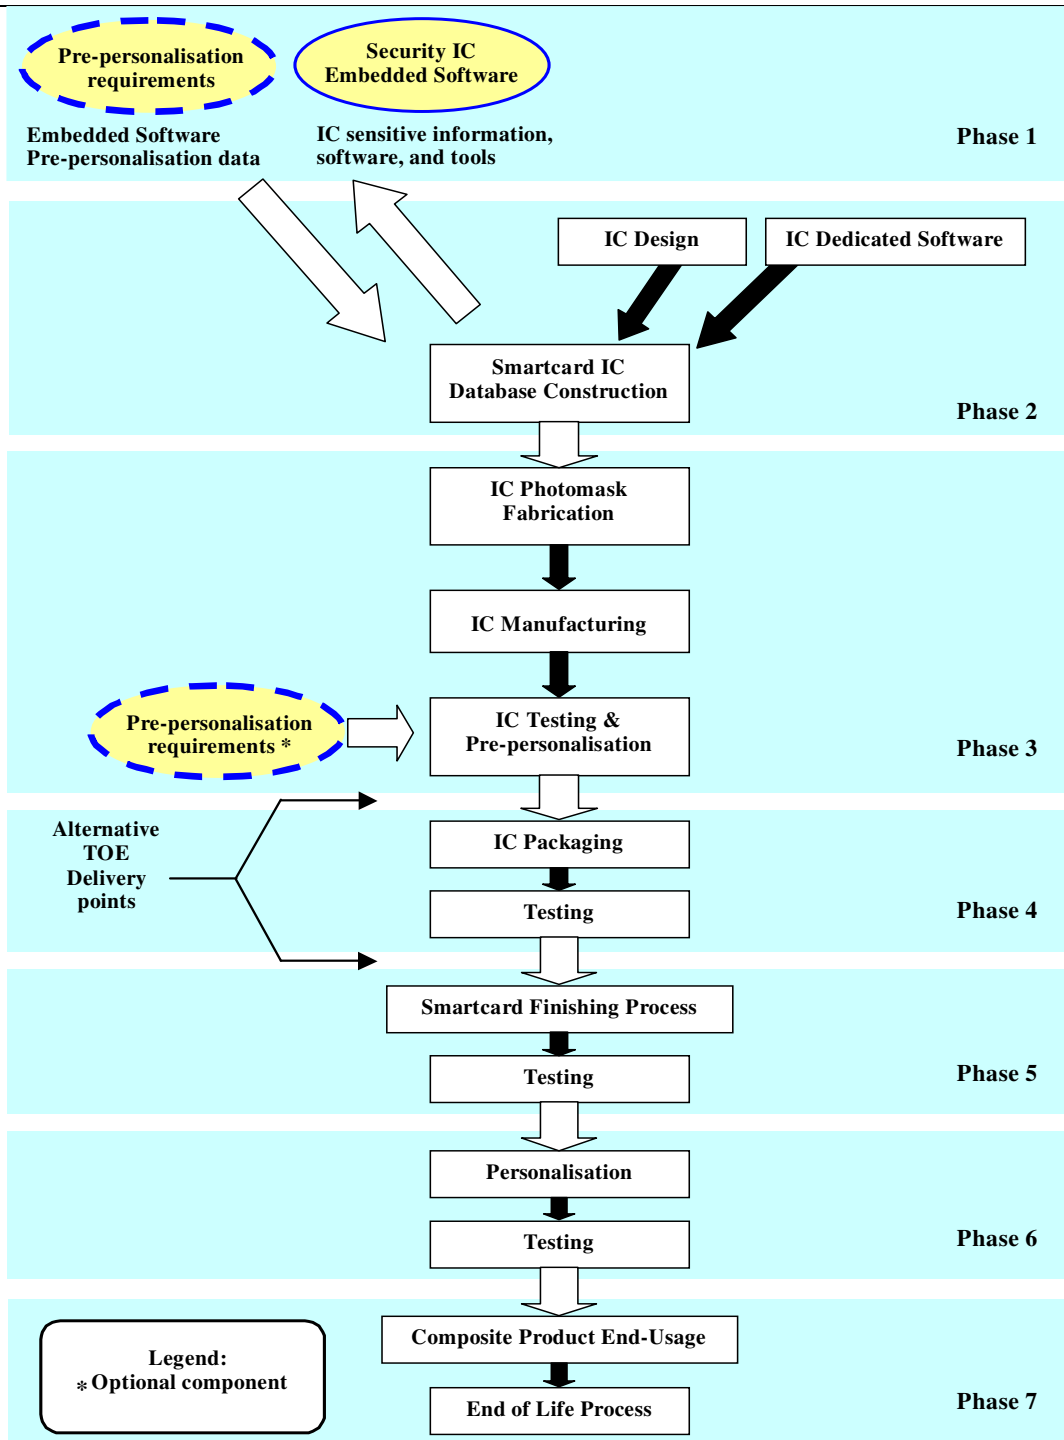 Pre-personalisation
requirements
Security IC
Embedded Software
Embedded Software
Pre-personalisation data
IC sensitive information,
software, and tools
Phase 1
IC Design
IC Dedicated Software
Smartcard IC
Database Construction
Phase 2
IC Photomask
Fabrication
IC Manufacturing
Pre-personalisation
requirements *
IC Testing &
Pre-personalisation
Phase 3
Alternative
TOE
Delivery
points
IC Packaging
Testing
Phase 4
Smartcard Finishing Process
Testing
Phase 5
Personalisation
Testing
Phase 6
Composite Product End-Usage
End of Life Process
Legend:
* Optional component
Phase 7